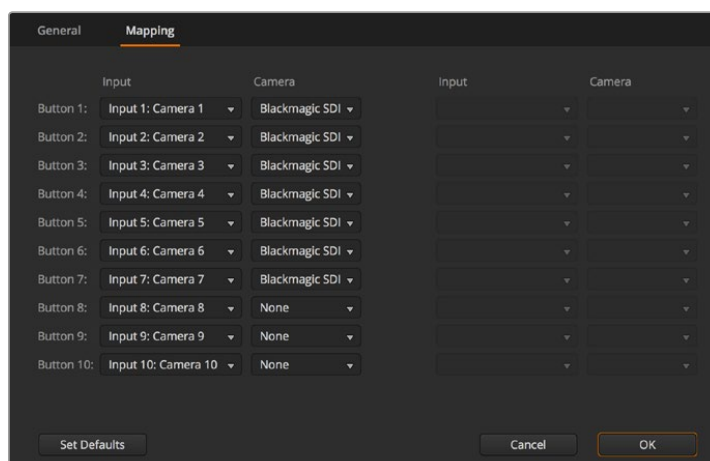 General Mapping
Input Camera Input Camera
Button 1: Input 1: Camera 1 Blackmagic SDI
Button 2: Input 2: Camera 2 Blackmagic SDI
Button 3: Input 3: Camera 3 Blackmagic SDI
Button 4: Input 4: Camera 4 Blackmagic SDI
Button 5: Input 5: Camera 5 Blackmagic SDI
Button 6: Input 6: Camera 6 Blackmagic SDI
Button 7: Input 7: Camera 7 Blackmagic SDI
Button 8: Input 8: Camera 8 None
Button 9: Input 9: Camera 9 None
Button 10: Input 10: Camera 10 None
Set Defaults Cancel OK